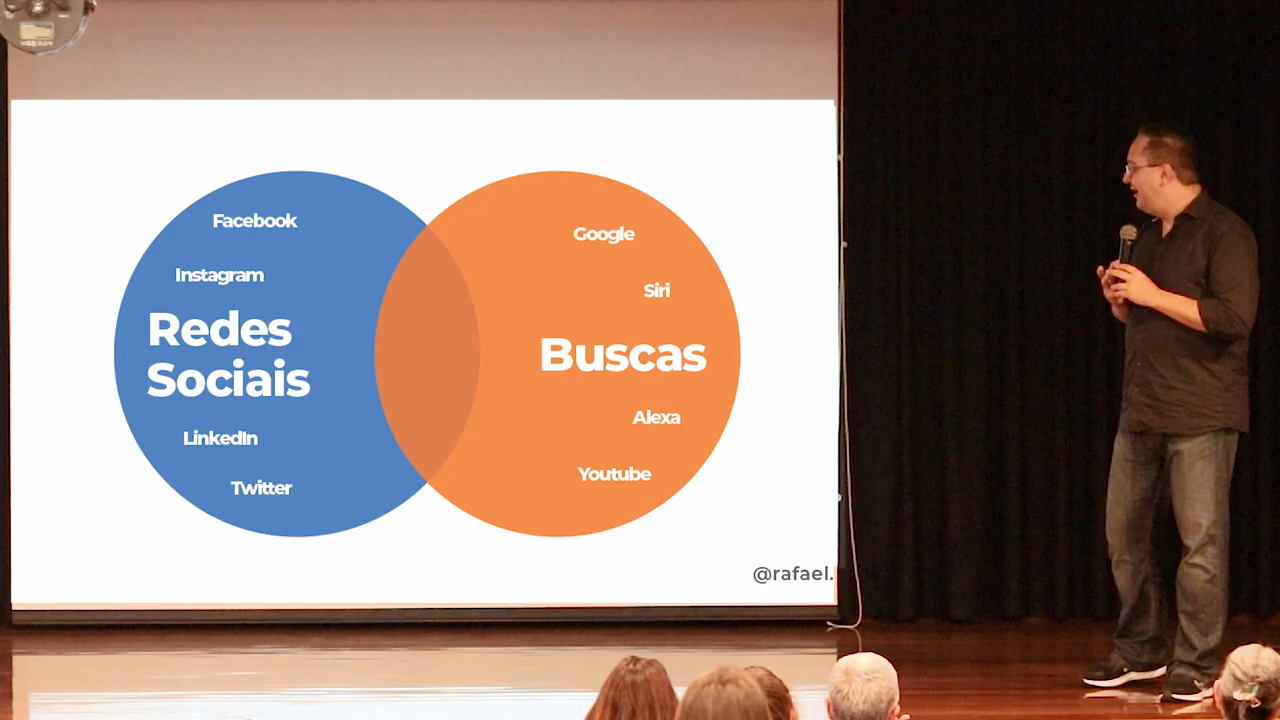 Facebook
Instagram
Redes
Sociais
LinkedIn
Twitter
Google
Siri
Buscas
Alexa
Youtube
@rafael.